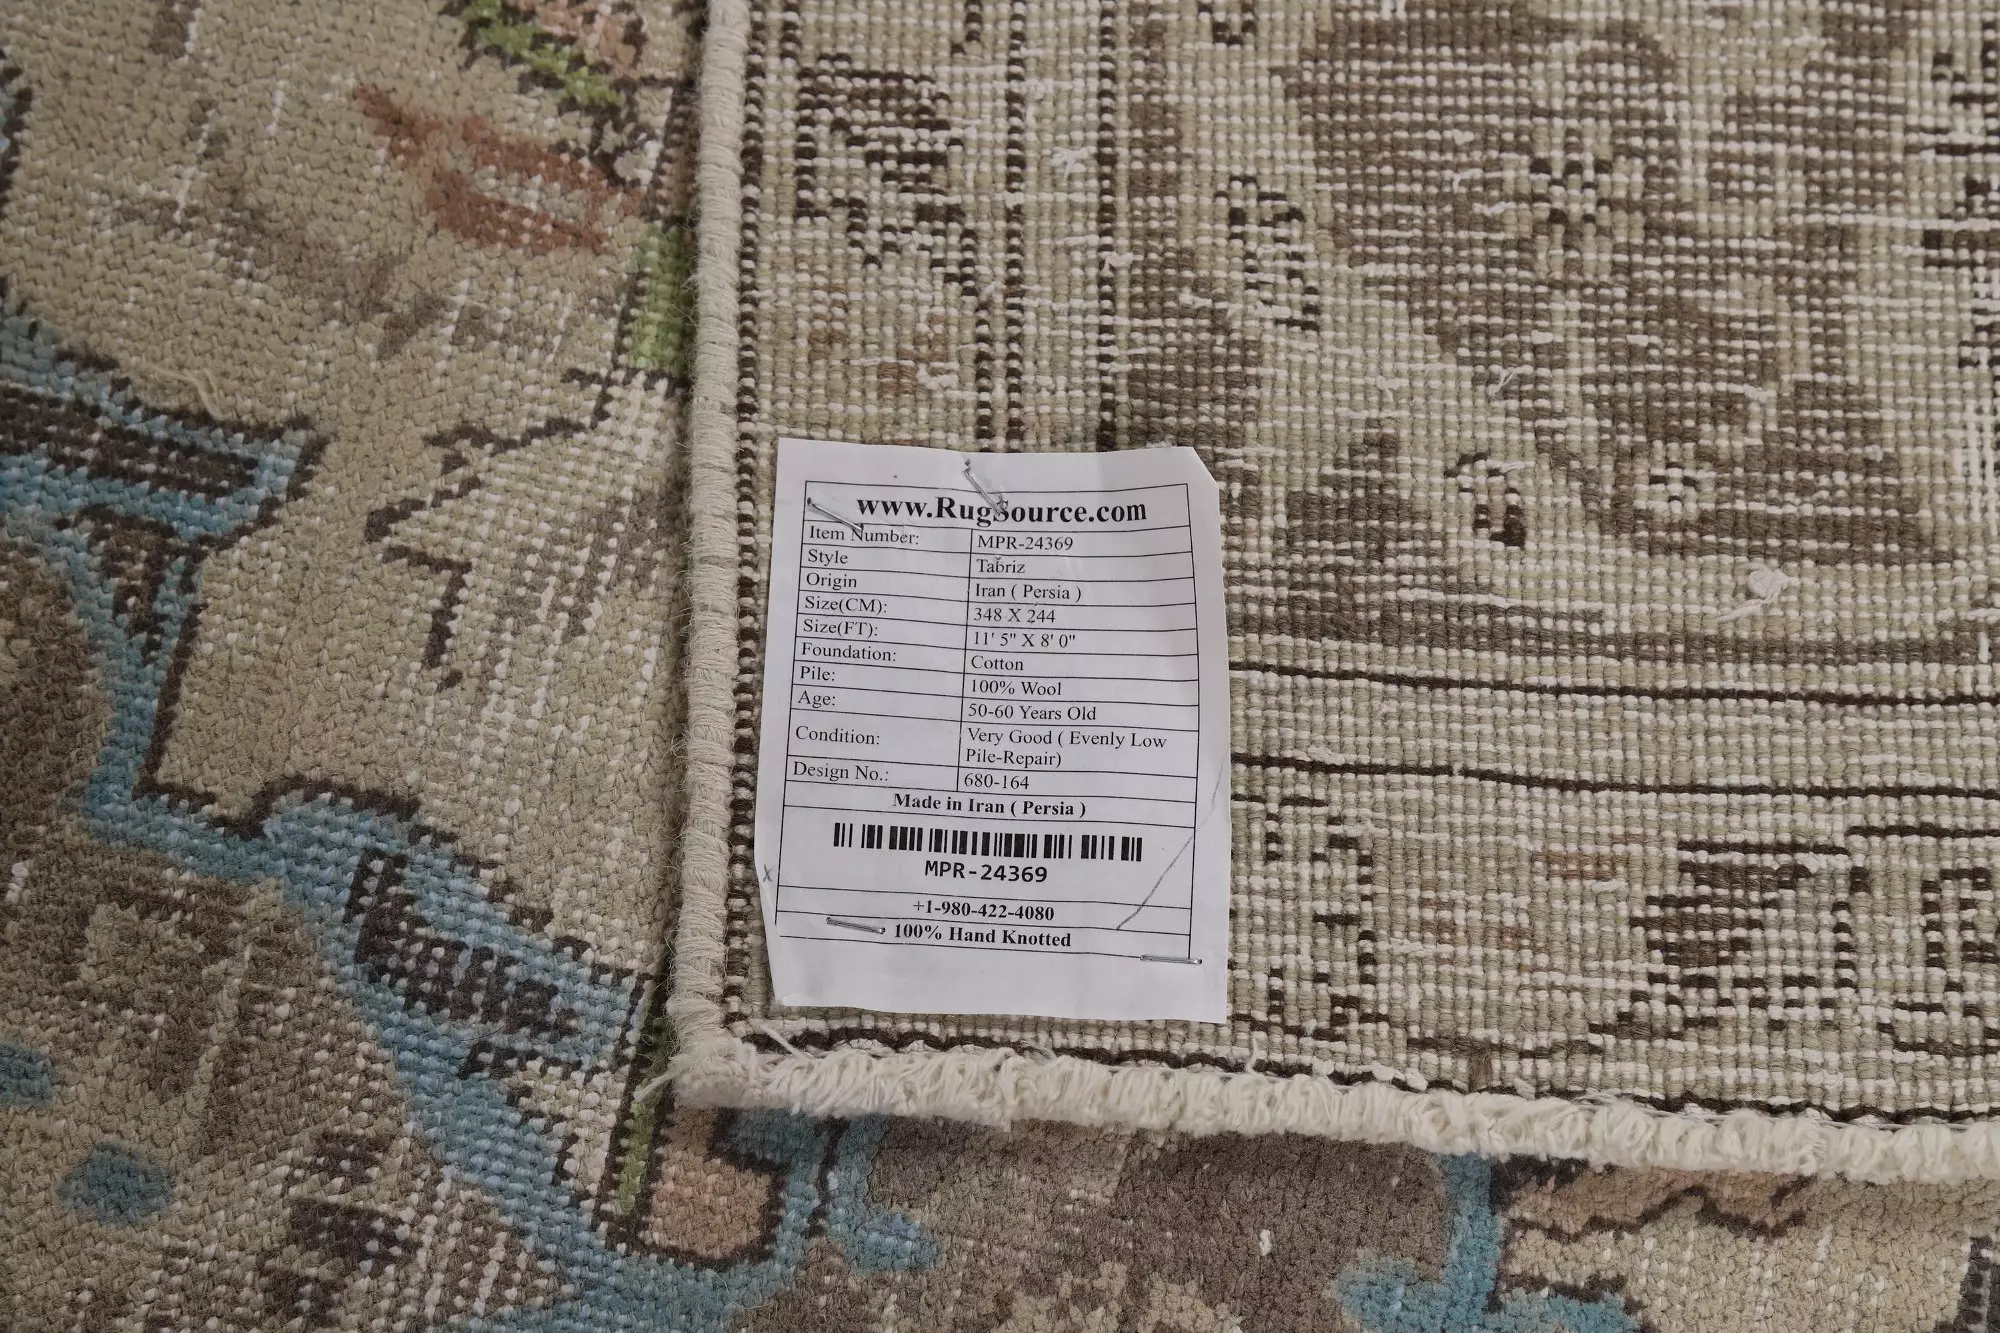 www.RugSource.com
Item Number: MPR-24369
Style Tabriz
Origin Iran ( Persia )
Size(CM): 348 X 244
Size(FT): 11' 5" X 8' 0"
Foundation: Cotton
Pile: 100% Wool
Age: 50-60 Years Old
Condition: Very Good ( Evenly Low
Pile-Repair)
Design No.: 680-164
Made in Iran ( Persia )
MPR-24369
+1-980-422-4080
100% Hand Knotted